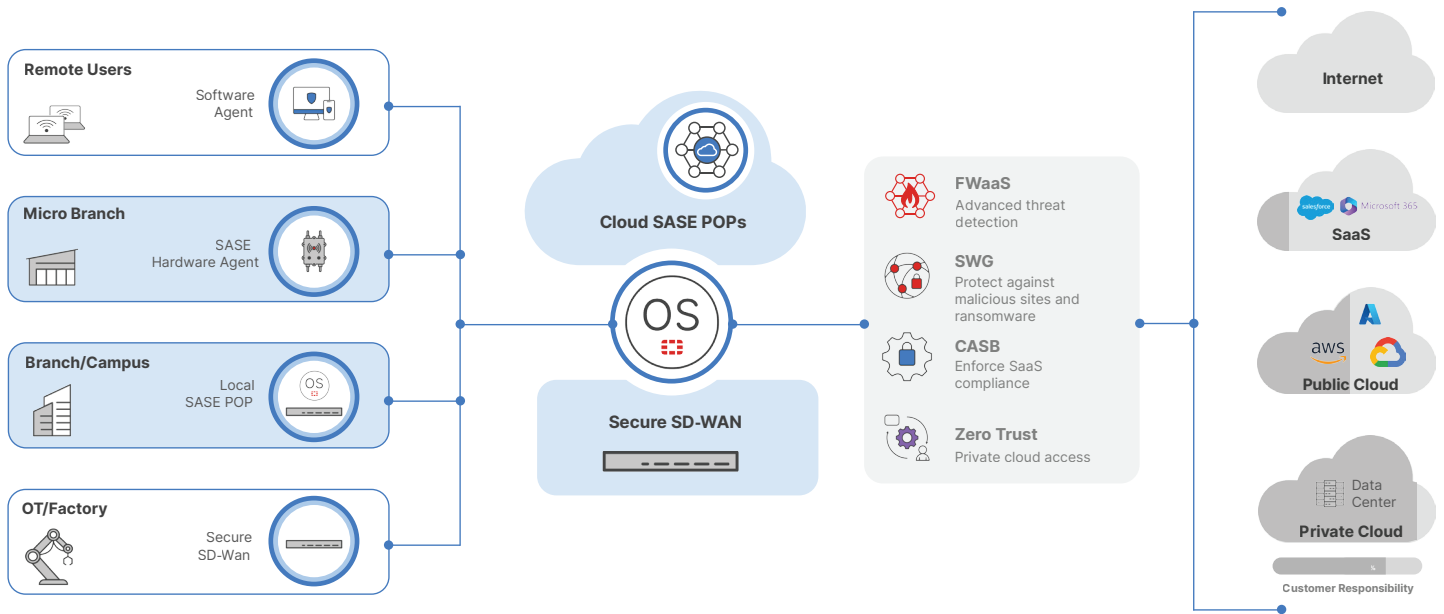 Remote Users
Software
Agent
Micro Branch
SASE
Hardware Agent
Branch/Campus
Local
SASE POP
OS
OT/Factory
Secure
SD-Wan
Cloud SASE POPs
OS
Secure SD-WAN
FWaaS
Advanced threat
detection
SWG
Protect against
malicious sites and
ransomware
CASB
Enforce SaaS
compliance
Zero Trust
Private cloud access
Internet
salesforce
Microsoft 365
SaaS
aws
Public Cloud
Data
Center
Private Cloud
%
Customer Responsibility